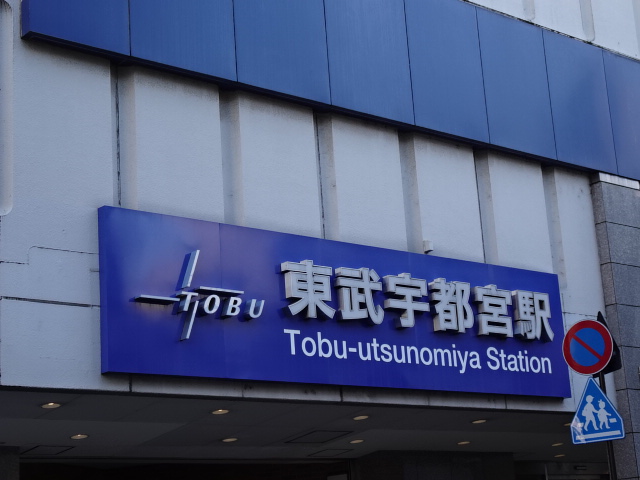 TOBU
東武宇都宮駅
Tobu-utsunomiya Station